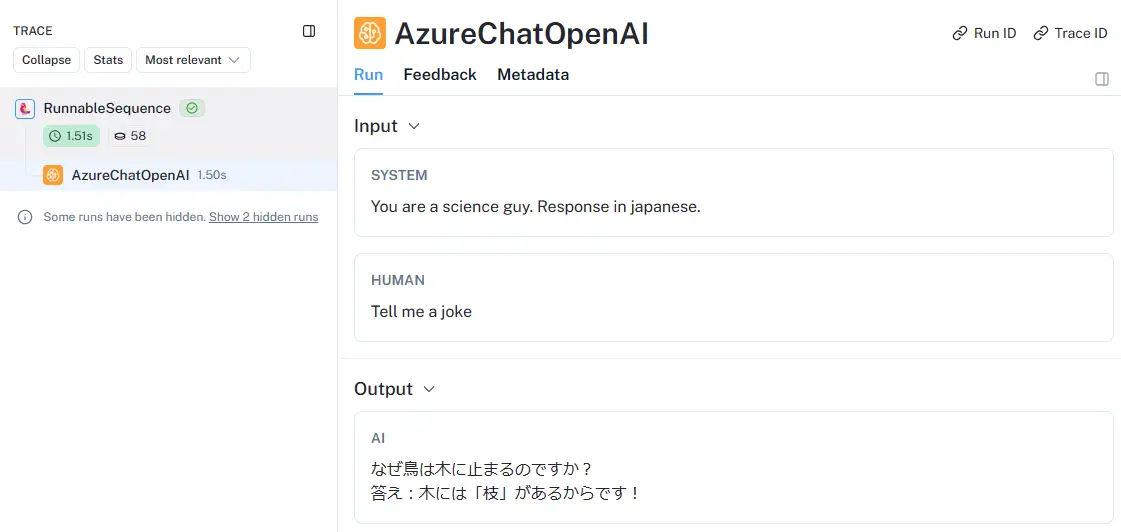 TRACE
Collapse Stats Most relevant
RunnableSequence
1.51s 58
AzureChatOpenAI 1.50s
Some runs have been hidden. Show 2 hidden runs
AzureChatOpenAI
Run ID Trace ID
Run Feedback Metadata
Input
SYSTEM
You are a science guy. Response in japanese.
HUMAN
Tell me a joke
Output
AI
なぜ鳥は木に止まるのですか？
答え：木には「枝」があるからです！